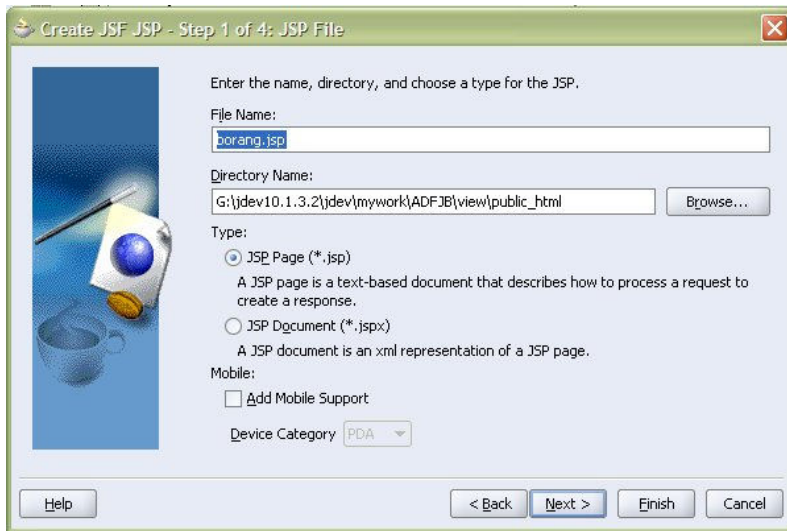 Create JSF JSP - Step 1 of 4: JSP File
Enter the name, directory, and choose a type for the JSP.
File Name:
borang.jsp
Directory Name:
G:\jdev10.1.3.2\jdev\mywork\ADFJB\view\public_html
Browse...
Type:
JSP Page (*.jsp)
A JSP page is a text-based document that describes how to process a request to
create a response.
JSP Document (*.jspx)
A JSP document is an xml representation of a JSP page.
Mobile:
Add Mobile Support
Device Category PDA
Help
< Back
Next >
Finish
Cancel